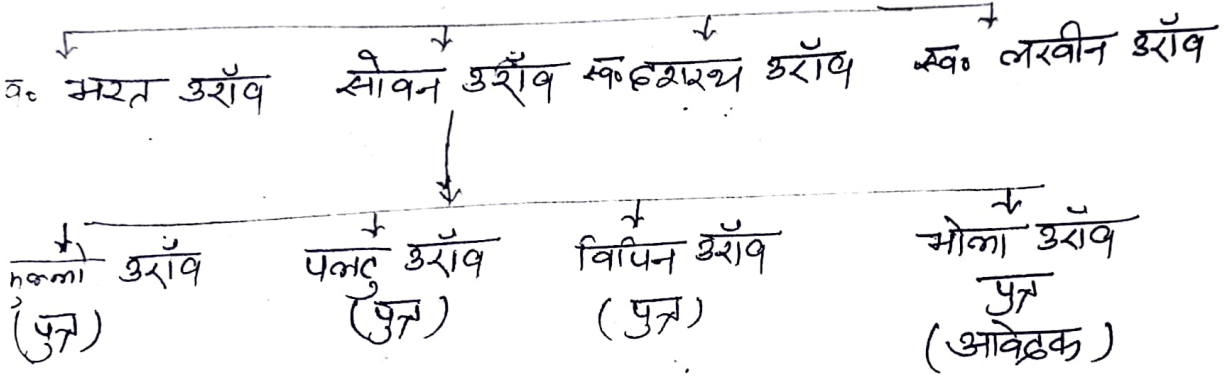 स्व० भरत उराँव सोवन उराँव स्व० दशरथ उराँव स्व० लखीन उराँव
उराँव पलटु उराँव विपिन उराँव भोला उराँव
(पुत्र) (पुत्र) (पुत्र) पुत्र
(आवेदक)